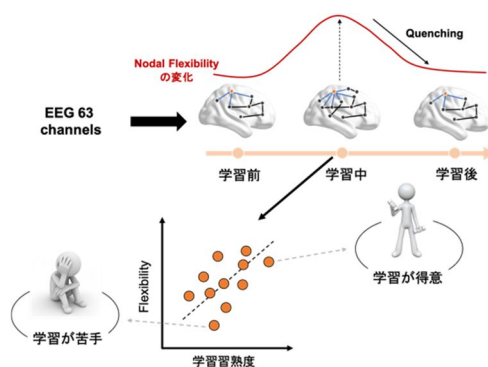 Quenching
Nodal Flexibility
の変化
EEG 63
channels
学習前
学習中
学習後
Flexibility
学習習熟度
学習が得意
学習が苦手